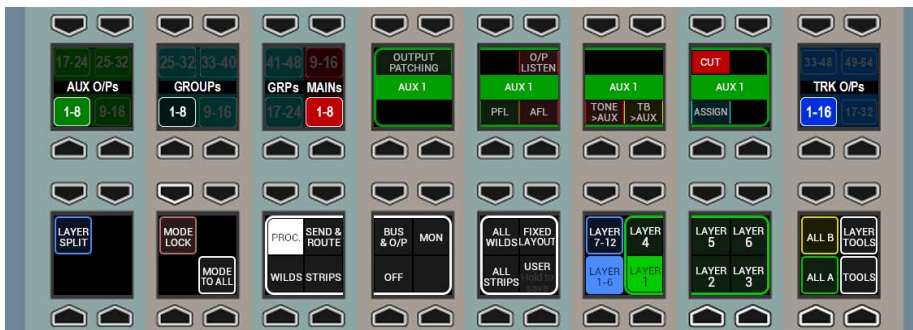 17-24 25-32
AUX O/Ps
1-8 9-16
25-32 33-40
GROUPs
1-8 9-16
41-48 9-16
GRPs MAINs
17-24 1-8
OUTPUT
PATCHING
AUX 1
O/P
LISTEN
AUX 1
PFL AFL
AUX 1
TONE
>AUX
TB
>AUX
CUT
AUX 1
ASSIGN
33-48 49-64
TRK O/Ps
1-16 17-32
LAYER
SPLIT
MODE
LOCK
MODE
TO ALL
PROC.
SEND &
ROUTE
WILDS STRIPS
BUS
& O/P
MON
OFF
ALL
WILDS
FIXED
LAYOUT
ALL
STRIPS
USER
Hold to
save
LAYER
7-12
LAYER
4
LAYER
1-6
LAYER
1
LAYER
5
LAYER
6
LAYER
2
LAYER
3
ALL B
LAYER
TOOLS
ALL A
TOOLS